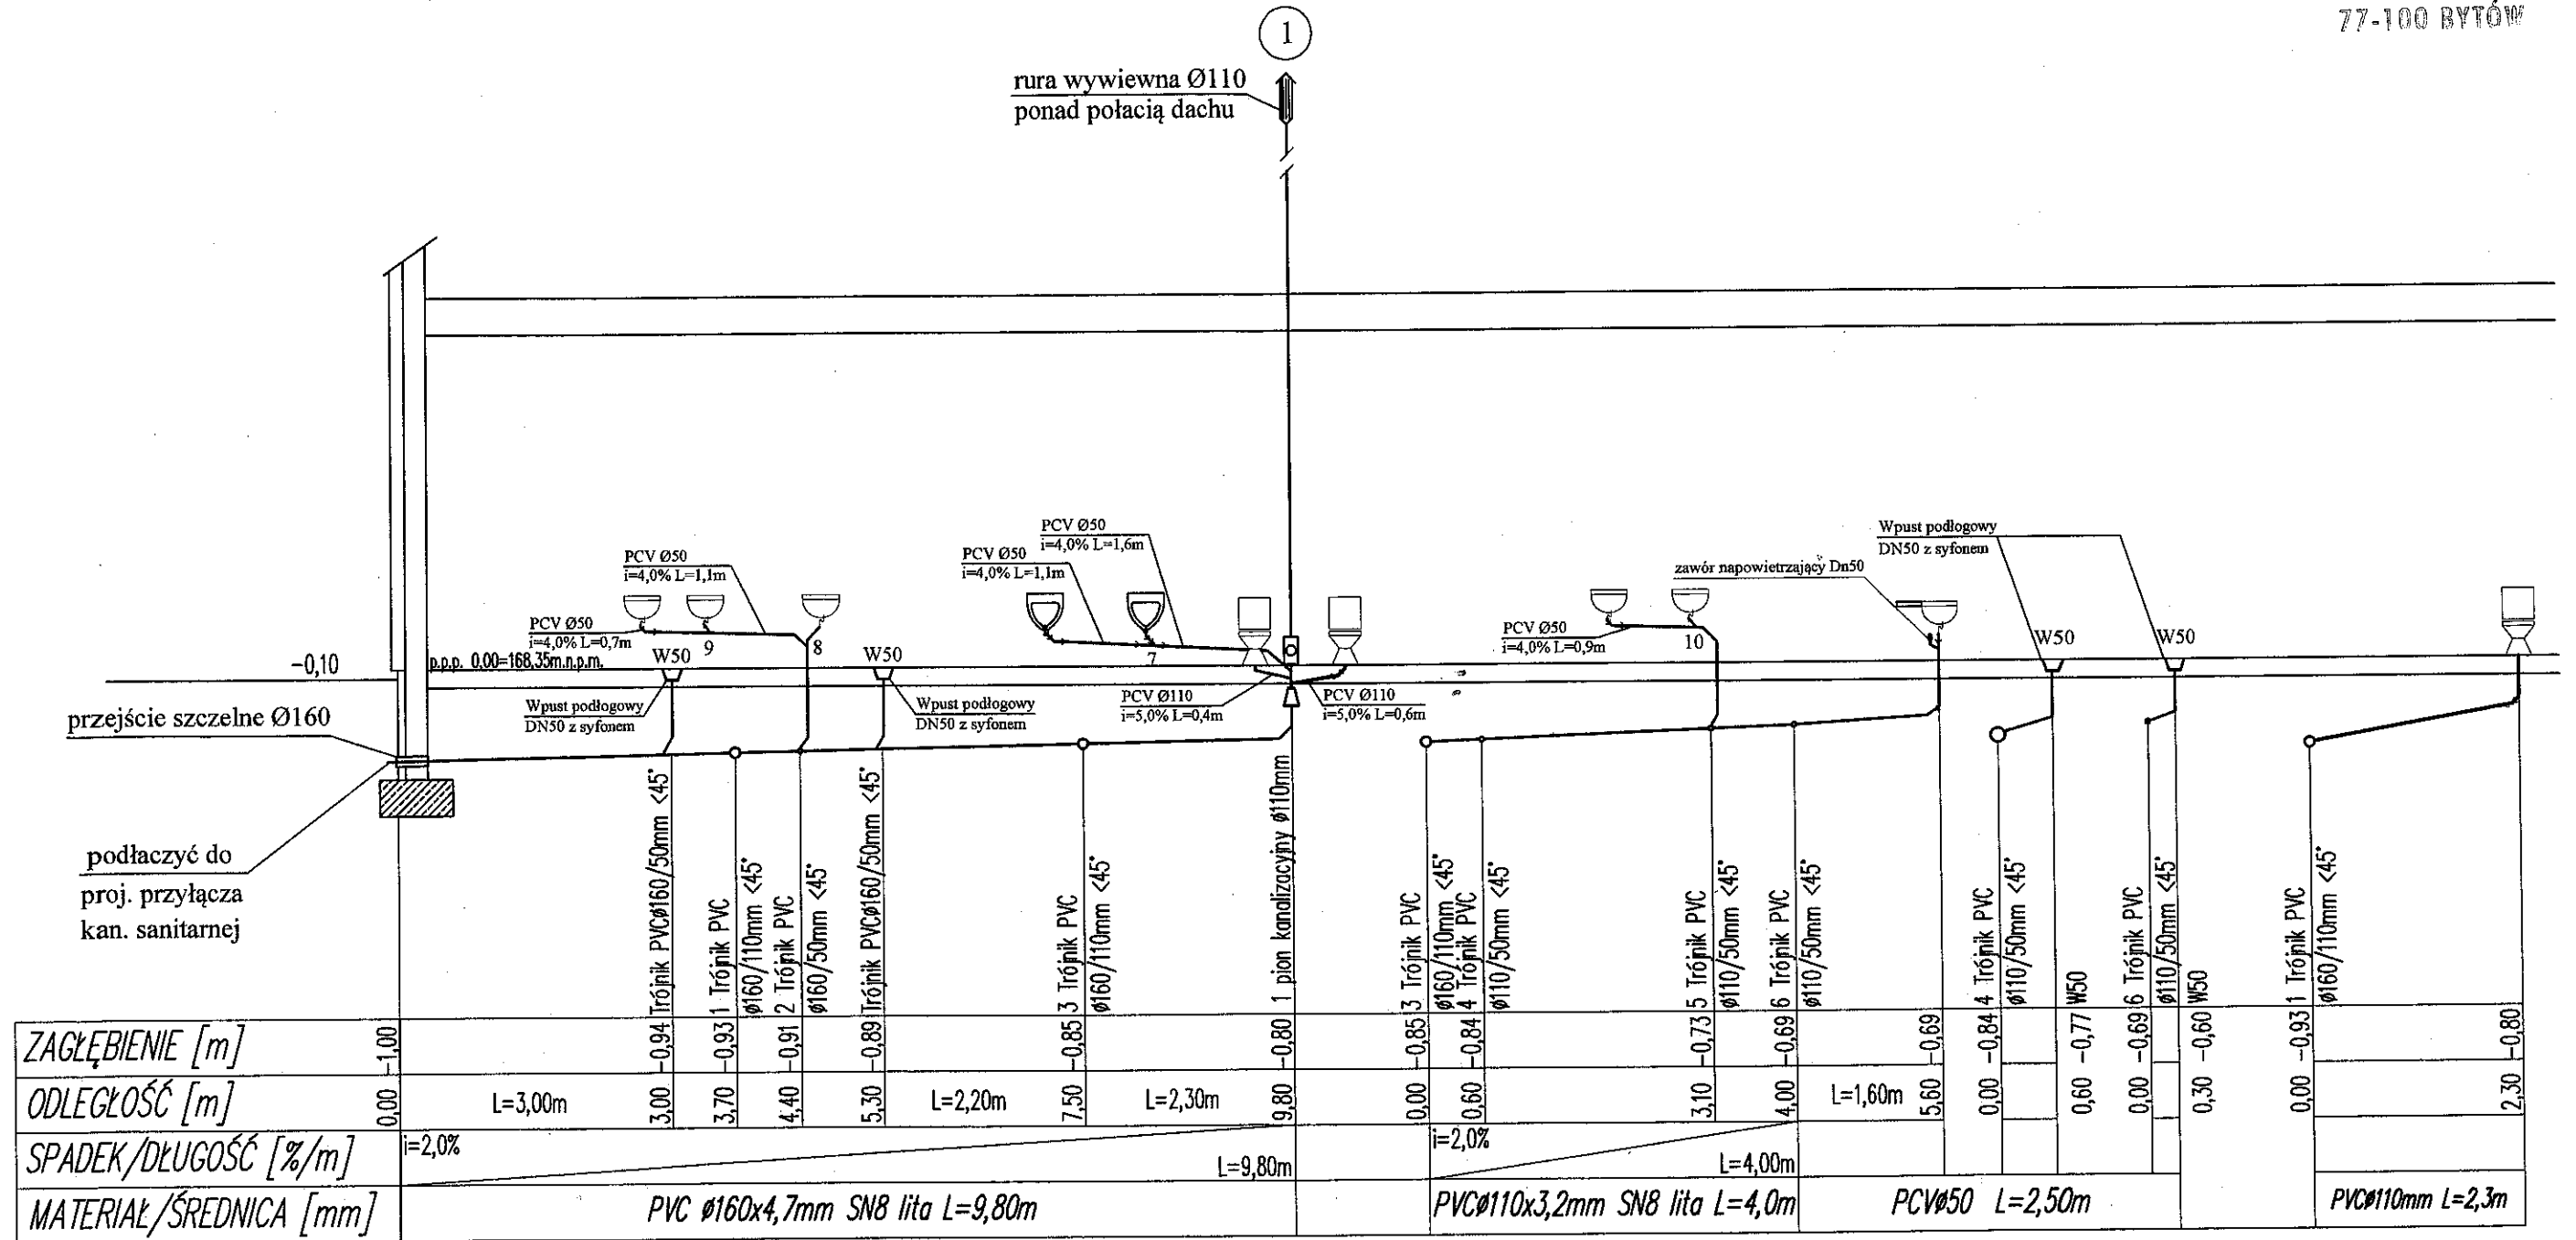 77-100 BYTÓW
1
rura wywiewna Ø110
ponad połacią dachu
PCV Ø50
i=4,0% L=1,1m
PCV Ø50
i=4,0% L=0,7m
9
8
PCV Ø50
i=4,0% L=1,1m
PCV Ø50
i=4,0% L=1,6m
7
PCV Ø50
i=4,0% L=0,9m
10
zawór napowietrzający Dn50
Wpust podłogowy
DN50 z syfonem
W50
W50
-0,10
p.p.p. 0,00=168,35m.n.p.m.
W50
W50
Wpust podłogowy
DN50 z syfonem
Wpust podłogowy
DN50 z syfonem
PCV Ø110
i=5,0% L=0,4m
PCV Ø110
i=5,0% L=0,6m
przejście szczelne Ø160
podłaczyć do
proj. przyłącza
kan. sanitarnej
Trójnik PVCø160/50mm <45°
1 Trójnik PVC
ø160/110mm <45°
2 Trójnik PVC
ø160/50mm <45°
Trójnik PVCø160/50mm <45°
3 Trójnik PVC
ø160/110mm <45°
1 pion kanalizacyjny ø110mm
3 Trójnik PVC
ø160/110mm <45°
4 Trójnik PVC
ø110/50mm <45°
5 Trójnik PVC
ø110/50mm <45°
6 Trójnik PVC
ø110/50mm <45°
4 Trójnik PVC
ø110/50mm <45°
W50
6 Trójnik PVC
ø110/50mm <45°
W50
1 Trójnik PVC
ø160/110mm <45°
ZAGŁĘBIENIE [m]
-1,00
-0,94
-0,93
-0,91
-0,89
-0,85
-0,80
-0,85
-0,84
-0,73
-0,69
-0,69
-0,84
-0,77
-0,69
-0,60
-0,93
-0,80
ODLEGŁOŚĆ [m]
0,00
L=3,00m
3,00
3,70
4,40
5,30
L=2,20m
7,50
L=2,30m
9,80
0,00
0,60
3,10
4,00
L=1,60m
5,60
0,00
0,60
0,00
0,30
0,00
2,30
SPADEK/DŁUGOŚĆ [%/m]
i=2,0%
L=9,80m
i=2,0%
L=4,00m
MATERIAŁ/ŚREDNICA [mm]
PVC ø160x4,7mm SN8 lita L=9,80m
PVCø110x3,2mm SN8 lita L=4,0m
PCVø50 L=2,50m
PVCø110mm L=2,3m